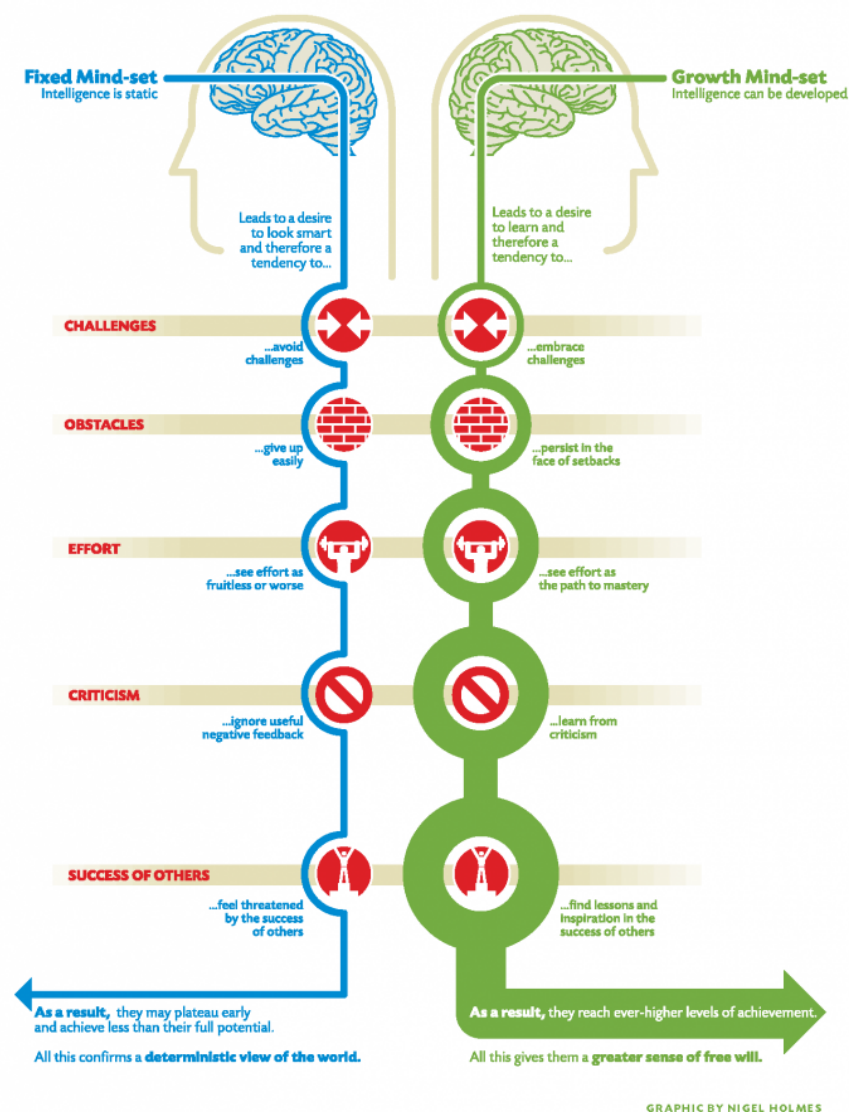 Fixed Mind-set
Intelligence is static
Growth Mind-set
Intelligence can be developed
Leads to a desire
to look smart
and therefore a
tendency to...
Leads to a desire
to learn and
therefore a
tendency to...
CHALLENGES
...avoid
challenges
...embrace
challenges
OBSTACLES
...give up
easily
...persist in the
face of setbacks
EFFORT
...see effort as
fruitless or worse
...see effort as
the path to mastery
CRITICISM
...ignore useful
negative feedback
...learn from
criticism
SUCCESS OF OTHERS
...feel threatened
by the success
of others
...find lessons and
inspiration in the
success of others
As a result, they may plateau early
and achieve less than their full potential.
All this confirms a deterministic view of the world.
As a result, they reach ever-higher levels of achievement.
All this gives them a greater sense of free will.
GRAPHIC BY NIGEL HOLMES